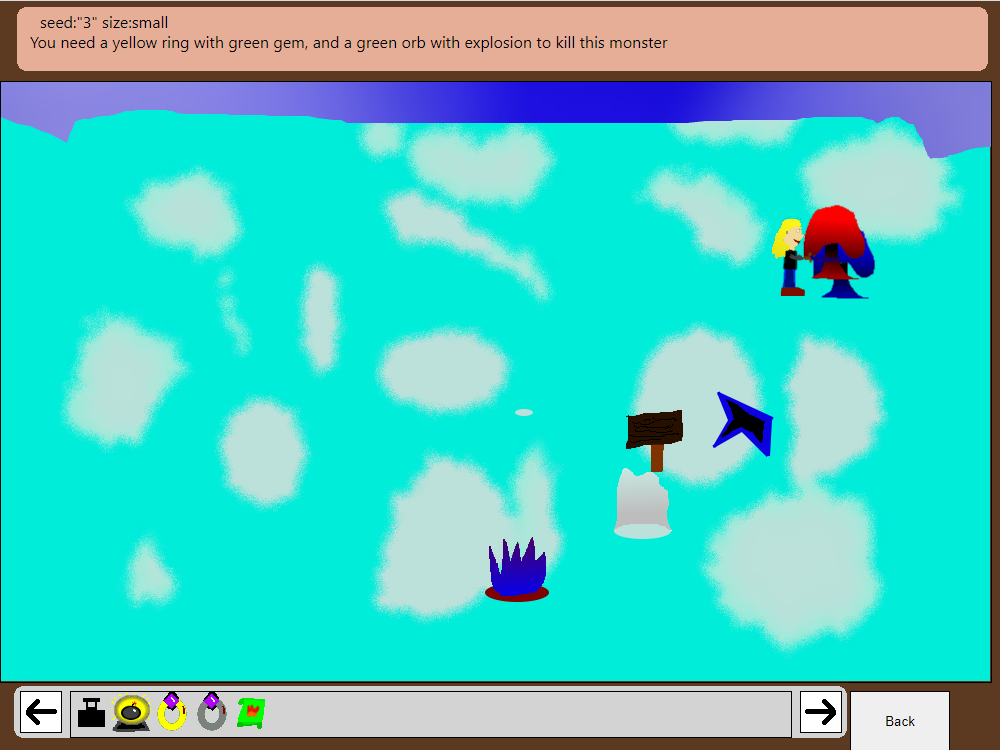 seed:"3" size:small
You need a yellow ring with green gem, and a green orb with explosion to kill this monster
Back